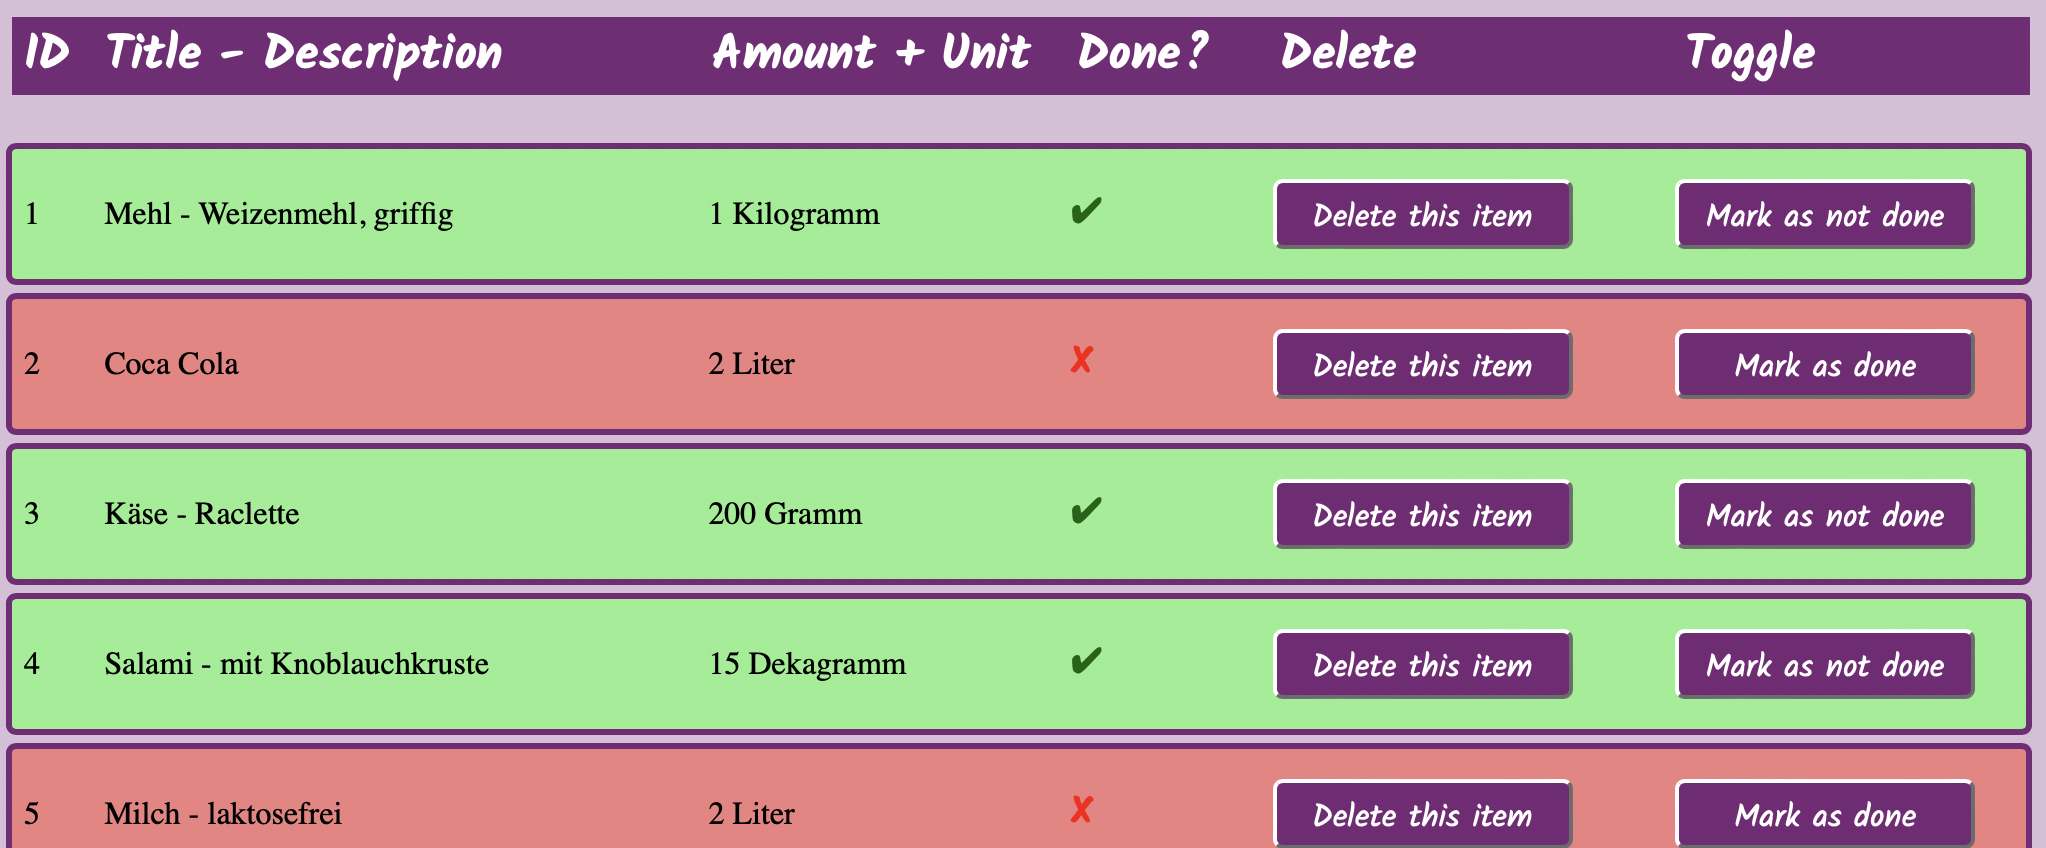 ID Title - Description Amount + Unit Done? Delete Toggle
1 Mehl - Weizenmehl, griffig 1 Kilogramm ✔ Delete this item Mark as not done
2 Coca Cola 2 Liter ✘ Delete this item Mark as done
3 Käse - Raclette 200 Gramm ✔ Delete this item Mark as not done
4 Salami - mit Knoblauchkruste 15 Dekagramm ✔ Delete this item Mark as not done
5 Milch - laktosefrei 2 Liter ✘ Delete this item Mark as done